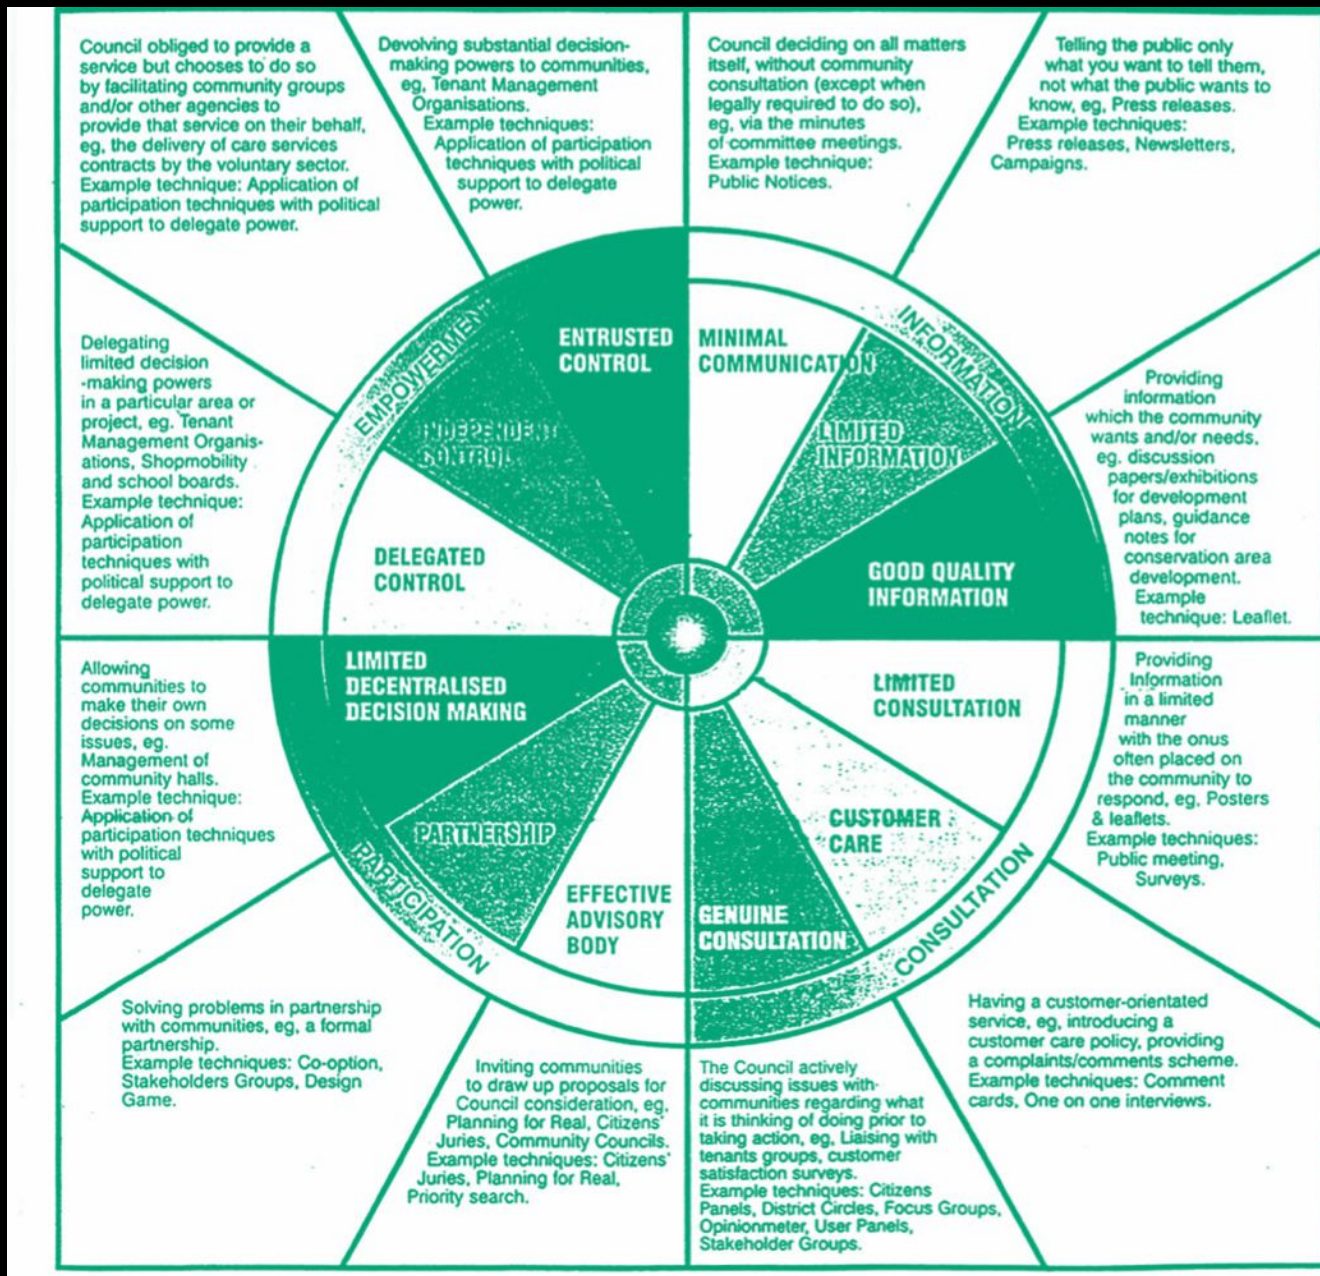 Council obliged to provide a
service but chooses to do so
by facilitating community groups
and/or other agencies to
provide that service on their behalf,
eg, the delivery of care services
contracts by the voluntary sector.
Example technique: Application of
participation techniques with political
support to delegate power.
Devolving substantial decision-
making powers to communities,
eg, Tenant Management
Organisations.
Example techniques:
Application of participation
techniques with political
support to delegate
power.
Council deciding on all matters
itself, without community
consultation (except when
legally required to do so),
eg, via the minutes
of committee meetings.
Example technique:
Public Notices.
Telling the public only
what you want to tell them,
not what the public wants to
know, eg, Press releases.
Example techniques:
Press releases, Newsletters,
Campaigns.
Delegating
limited decision
-making powers
in a particular area or
project, eg. Tenant
Management Organis-
ations, Shopmobility
and school boards.
Example technique:
Application of
participation
techniques with
political support to
delegate power.
EMPOWERMENT
INDEPENDENT
CONTROL
ENTRUSTED
CONTROL
MINIMAL
COMMUNICATION
INFORMATION
LIMITED
INFORMATION
DELEGATED
CONTROL
GOOD QUALITY
INFORMATION
Providing
information
which the community
wants and/or needs,
eg. discussion
papers/exhibitions
for development
plans, guidance
notes for
conservation area
development.
Example
technique: Leaflet.
Allowing
communities to
make their own
decisions on some
issues, eg.
Management of
community halls.
Example technique:
Application of
participation techniques
with political
support to
delegate
power.
LIMITED
DECENTRALISED
DECISION MAKING
LIMITED
CONSULTATION
PARTNERSHIP
PARTICIPATION
EFFECTIVE
ADVISORY
BODY
GENUINE
CONSULTATION
CUSTOMER
CARE
CONSULTATION
Providing
Information
in a limited
manner
with the onus
often placed on
the community to
respond, eg, Posters
& leaflets.
Example techniques:
Public meeting,
Surveys.
Solving problems in partnership
with communities, eg, a formal
partnership.
Example techniques: Co-option,
Stakeholders Groups, Design
Game.
Inviting communities
to draw up proposals for
Council consideration, eg,
Planning for Real, Citizens'
Juries, Community Councils.
Example techniques: Citizens'
Juries, Planning for Real,
Priority search.
The Council actively
discussing issues with
communities regarding what
it is thinking of doing prior to
taking action, eg, Liaising with
tenants groups, customer
satisfaction surveys.
Example techniques: Citizens
Panels, District Circles, Focus Groups,
Opinionmeter, User Panels,
Stakeholder Groups.
Having a customer-orientated
service, eg, introducing a
customer care policy, providing
a complaints/comments scheme.
Example techniques: Comment
cards, One on one interviews.